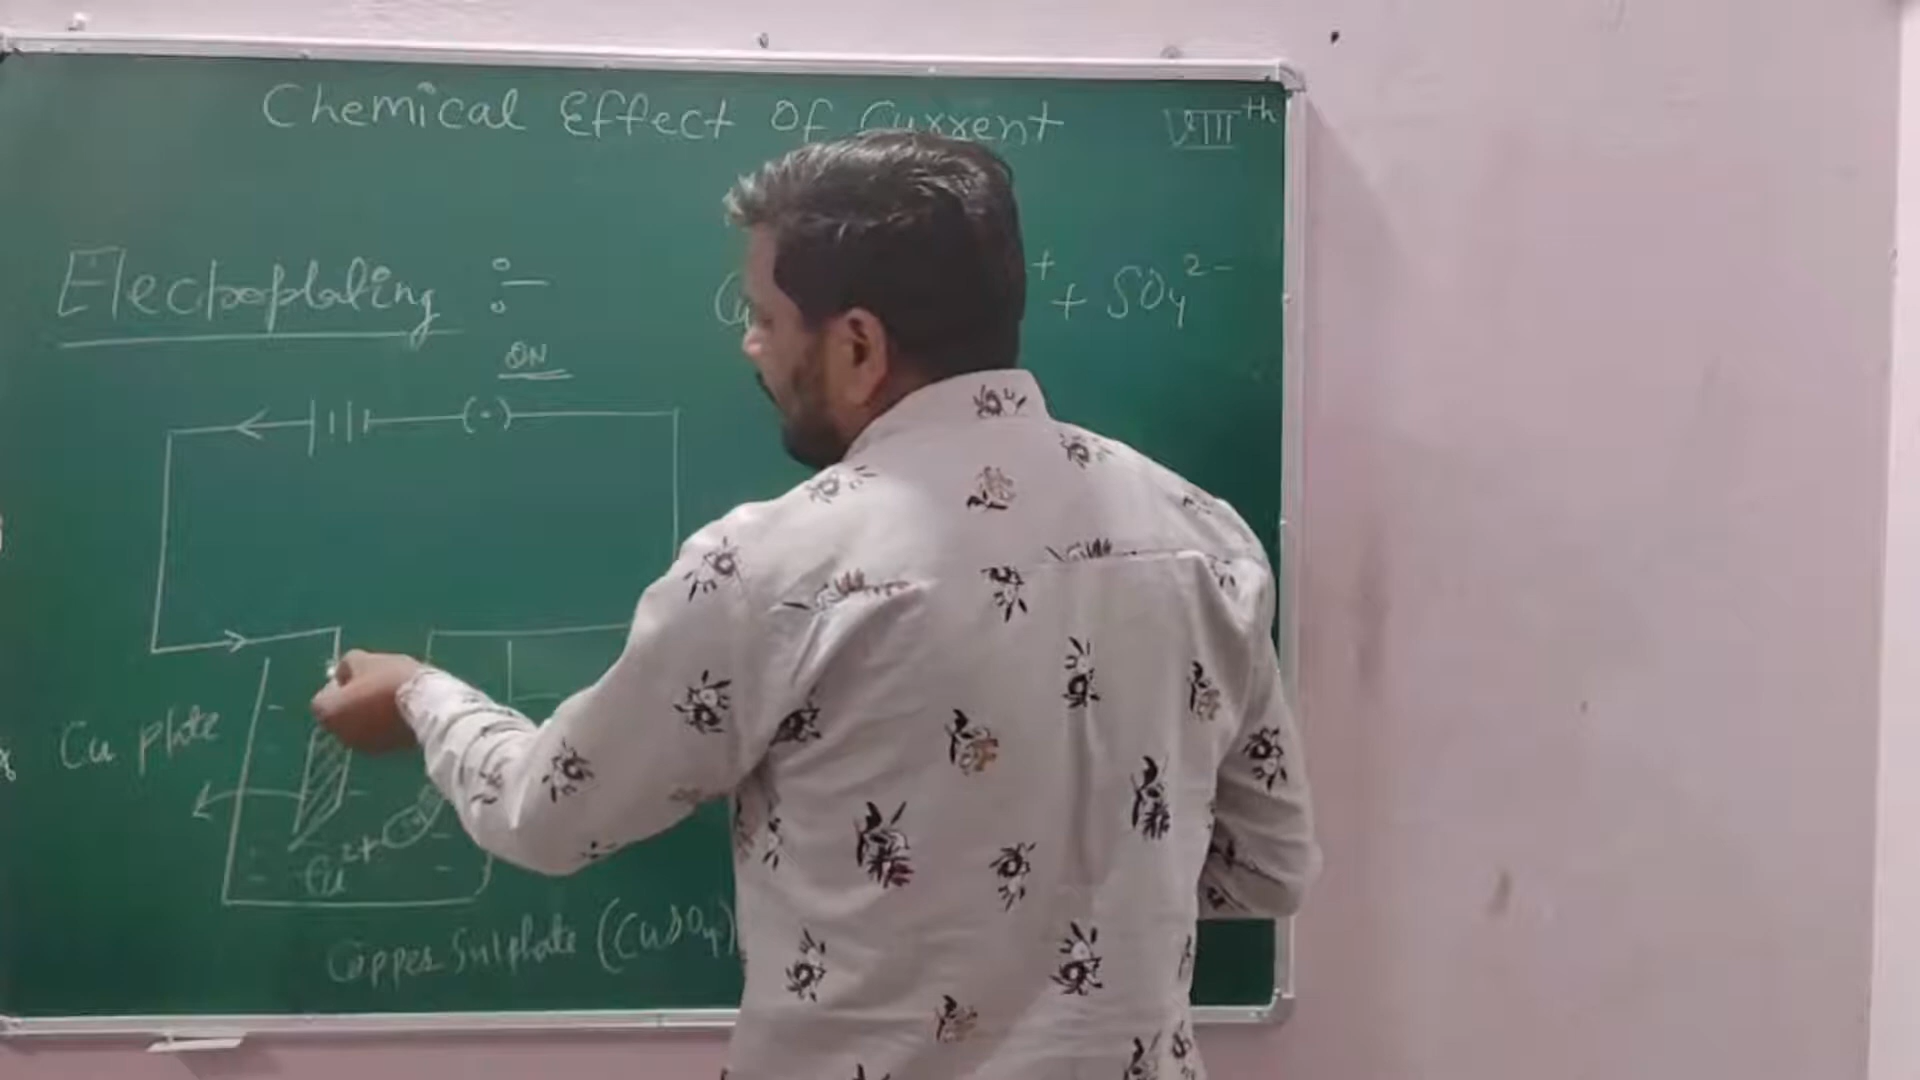 Chemical Effect Of Current VIII th
Electroplating :-
+ + SO4 2-
ON
Cu plate
Cu 2+
Copper Sulphate (CuSO4)